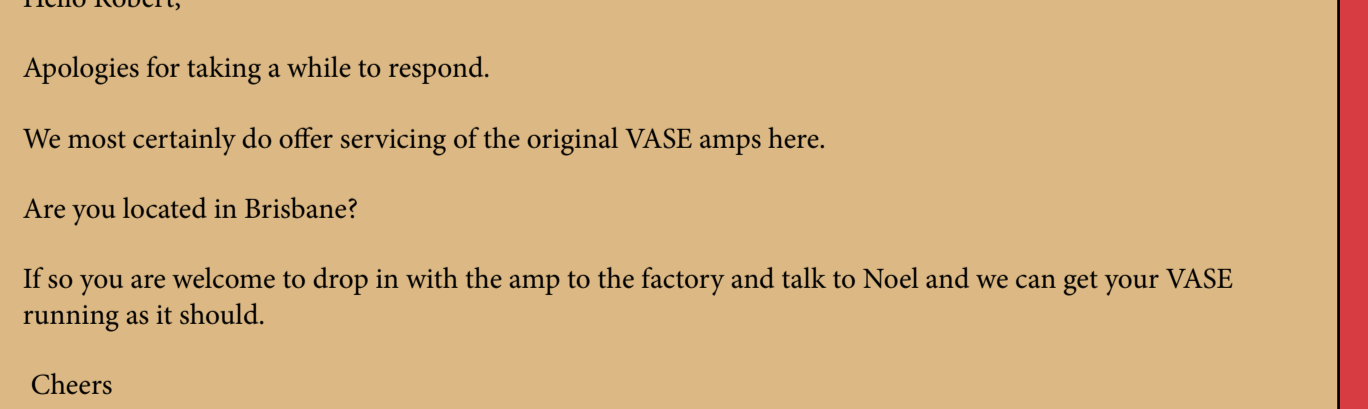 Hello Robert,
Apologies for taking a while to respond.
We most certainly do offer servicing of the original VASE amps here.
Are you located in Brisbane?
If so you are welcome to drop in with the amp to the factory and talk to Noel and we can get your VASE
running as it should.
Cheers